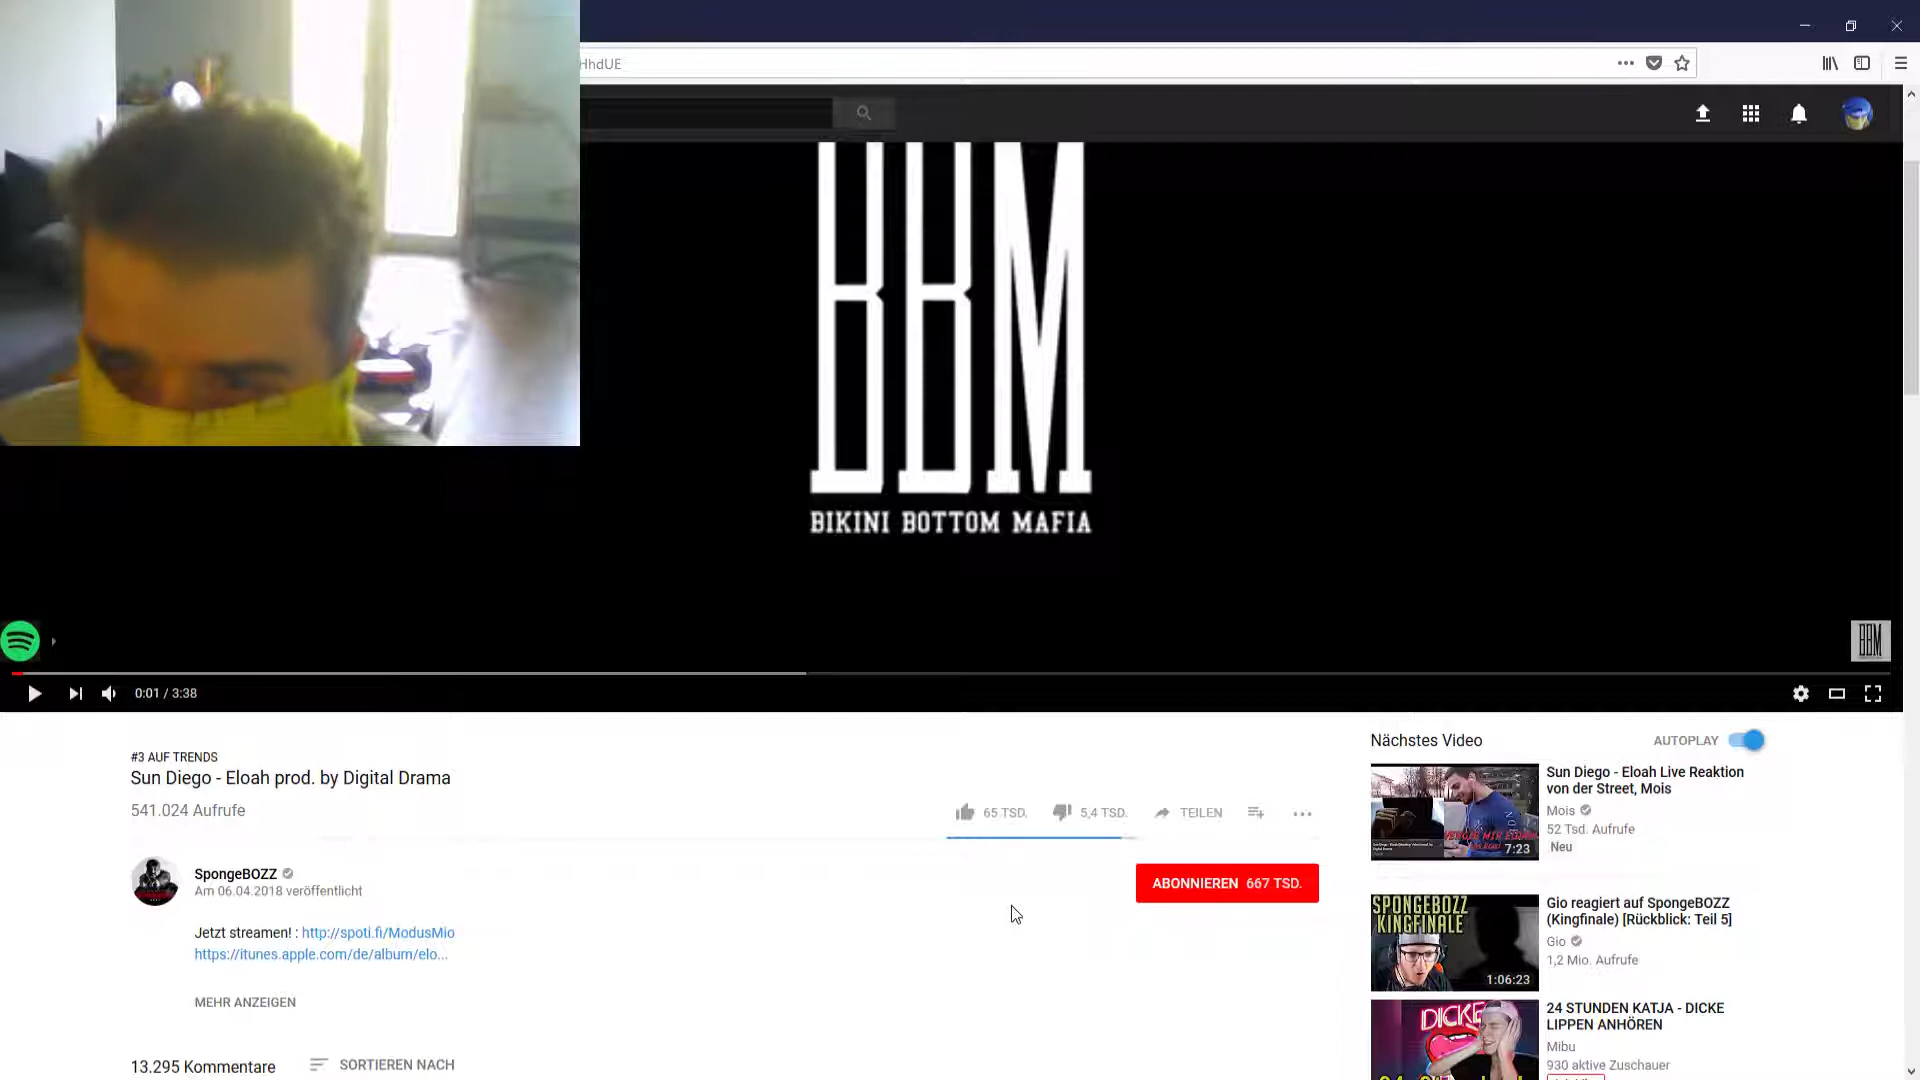 HhdUE
BBM
BIKINI BOTTOM MAFIA
BBM
0:01 / 3:38
#3 AUF TRENDS
Sun Diego - Eloah prod. by Digital Drama
541.024 Aufrufe
65 TSD.
5,4 TSD.
TEILEN
SpongeBOZZ
Am 06.04.2018 veröffentlicht
ABONNIEREN 667 TSD.
Jetzt streamen! : http://spoti.fi/ModusMio
https://itunes.apple.com/de/album/elo...
MEHR ANZEIGEN
13.295 Kommentare
SORTIEREN NACH
Nächstes Video
AUTOPLAY
7:23
Sun Diego - Eloah Live Reaktion
von der Street, Mois
Mois
52 Tsd. Aufrufe
Neu
SPONGEBOZZ
KINGFINALE
1:06:23
Gio reagiert auf SpongeBOZZ
(Kingfinale) [Rückblick: Teil 5]
Gio
1,2 Mio. Aufrufe
DICKE
24 STUNDEN KATJA - DICKE
LIPPEN ANHÖREN
Mibu
930 aktive Zuschauer